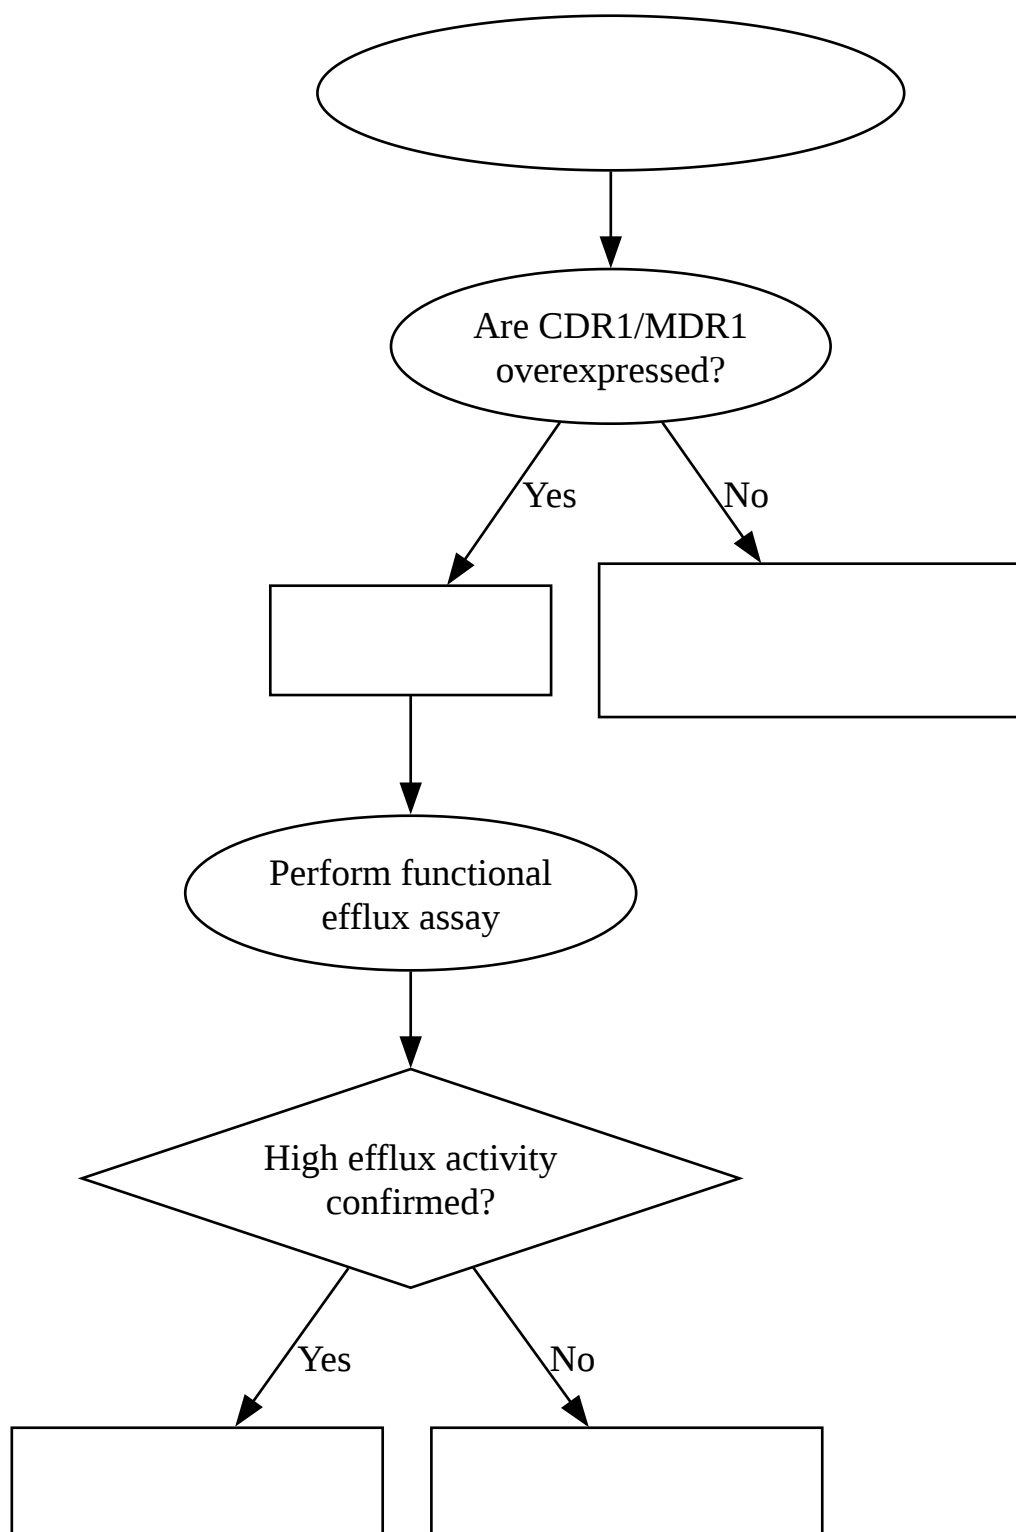 Are CDR1/MDR1
overexpressed?
Yes
No
Perform functional
efflux assay
High efflux activity
confirmed?
Yes
No